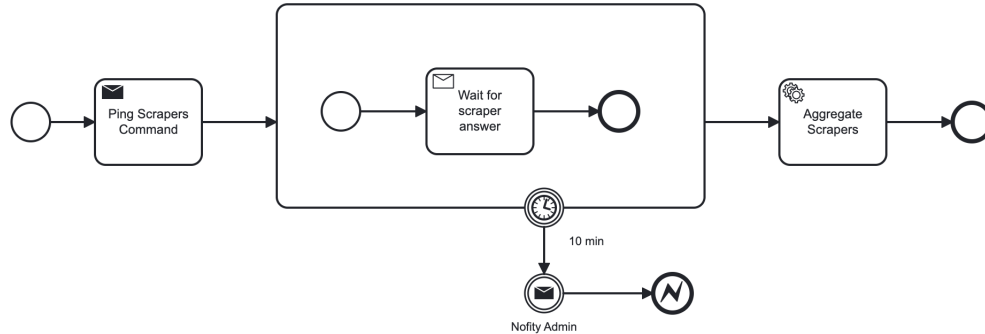 Ping Scrapers
Command
Wait for
scraper
answer
Aggregate
Scrapers
10 min
Nofity Admin